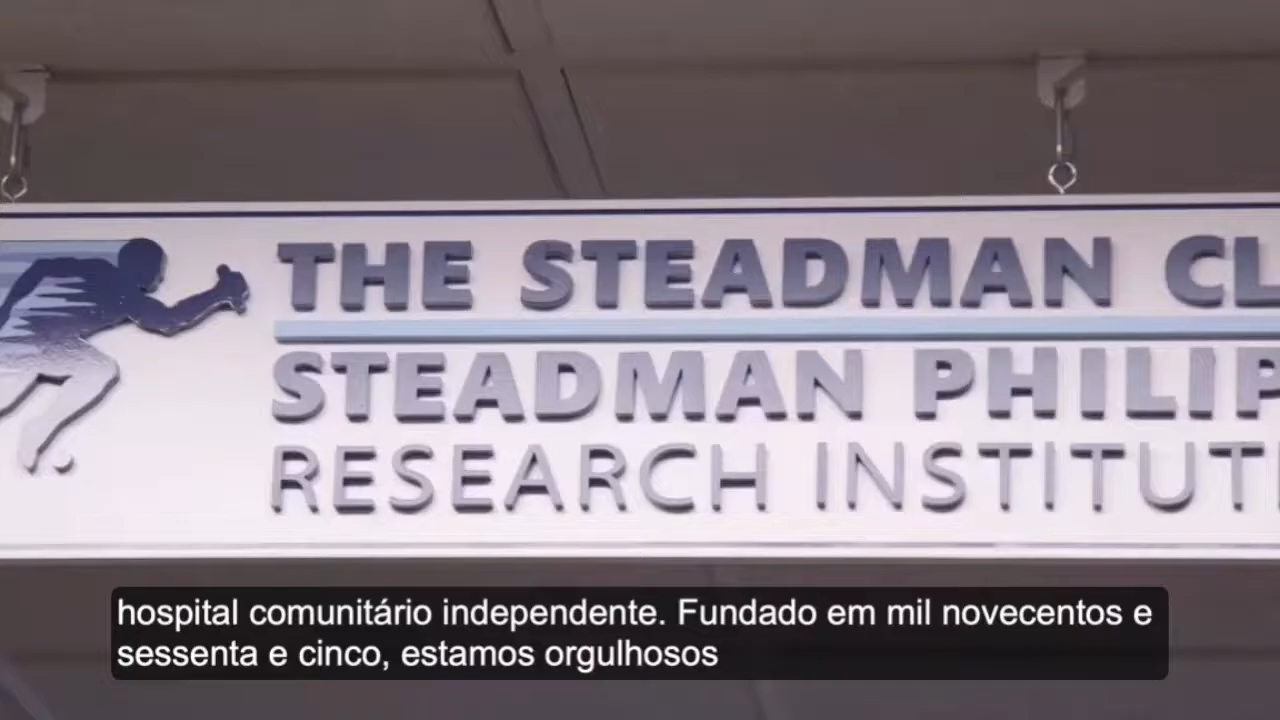 THE STEADMAN CL
STEADMAN PHILIP
RESEARCH INSTITUT
hospital comunitário independente. Fundado em mil novecentos e
sessenta e cinco, estamos orgulhosos